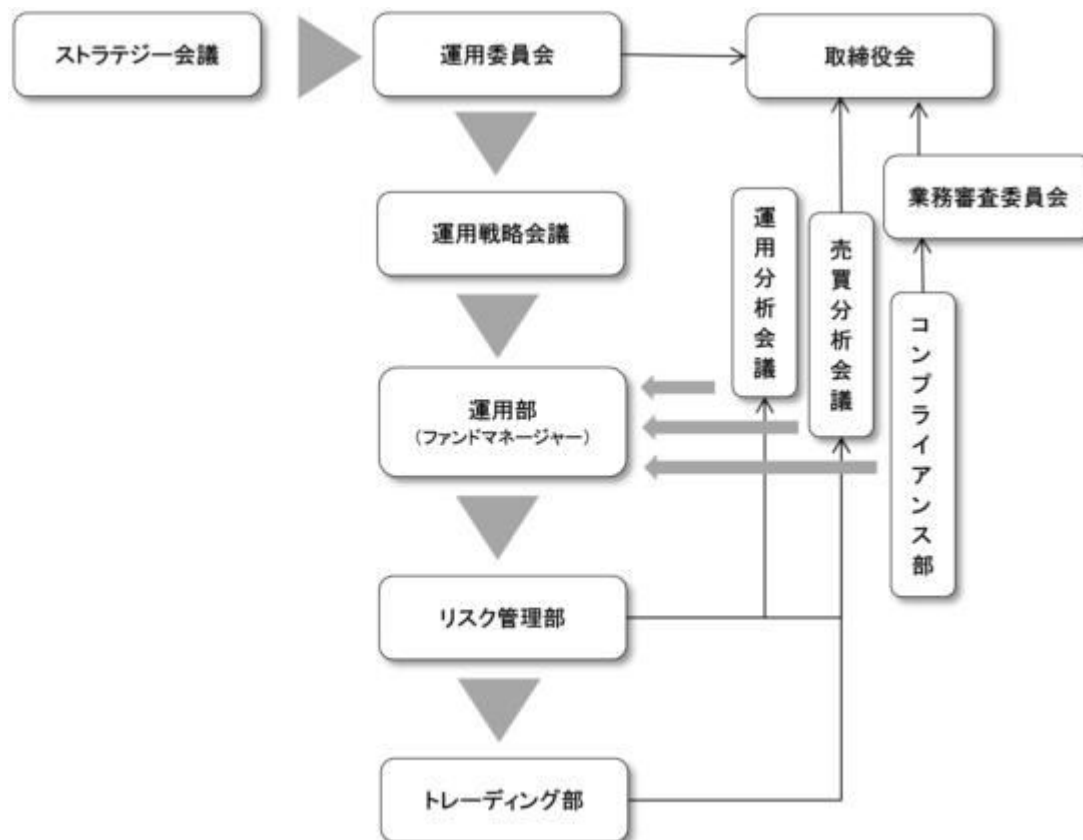 ストラテジー会議
運用委員会
取締役会
業務審査委員会
運用戦略会議
運用分析会議
売買分析会議
コンプライアンス部
運用部
（ファンドマネージャー）
リスク管理部
トレーディング部